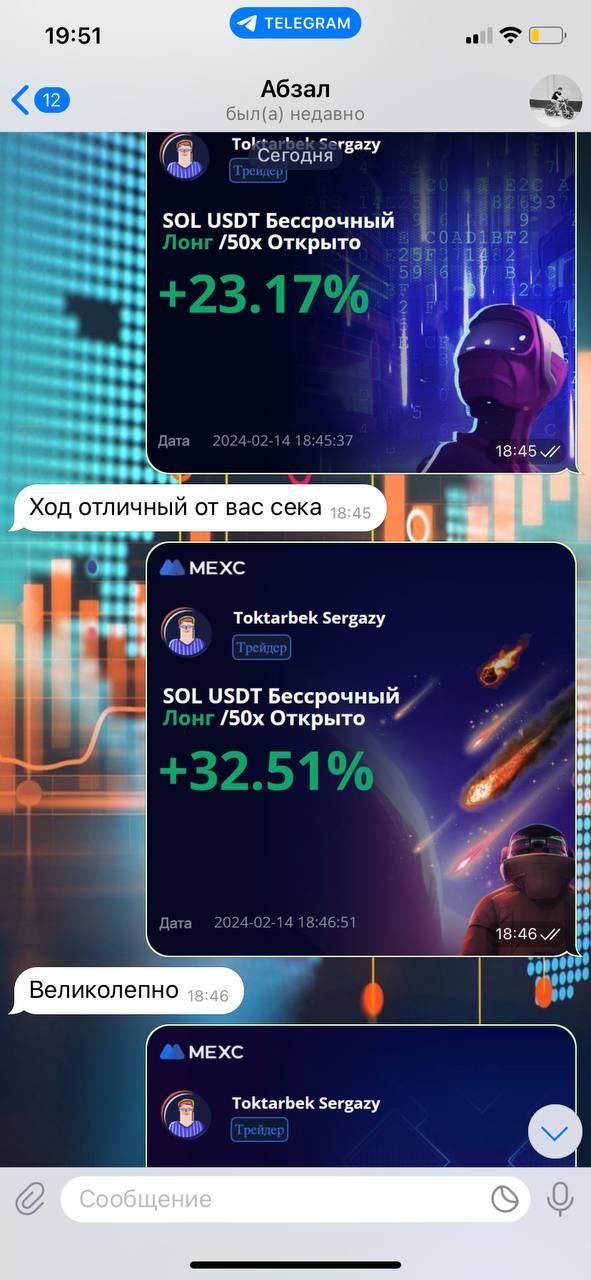 19:51
TELEGRAM
12
Абзал
был(а) недавно
Toktarbek Sergazy
Сегодня
Трейдер
SOL USDT Бессрочный
Лонг /50x Открыто
+23.17%
Дата 2024-02-14 18:45:37
18:45
Ход отличный от вас сека 18:45
MEXC
Toktarbek Sergazy
Трейдер
SOL USDT Бессрочный
Лонг /50x Открыто
+32.51%
Дата 2024-02-14 18:46:51
18:46
Великолепно 18:46
MEXC
Toktarbek Sergazy
Трейдер
Сообщение